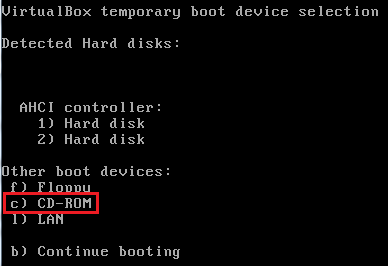 VirtualBox temporary boot device selection
Detected Hard disks:
AHCI controller:
1) Hard disk
2) Hard disk
Other boot devices:
f) Floppy
c) CD-ROM
l) LAN
b) Continue booting